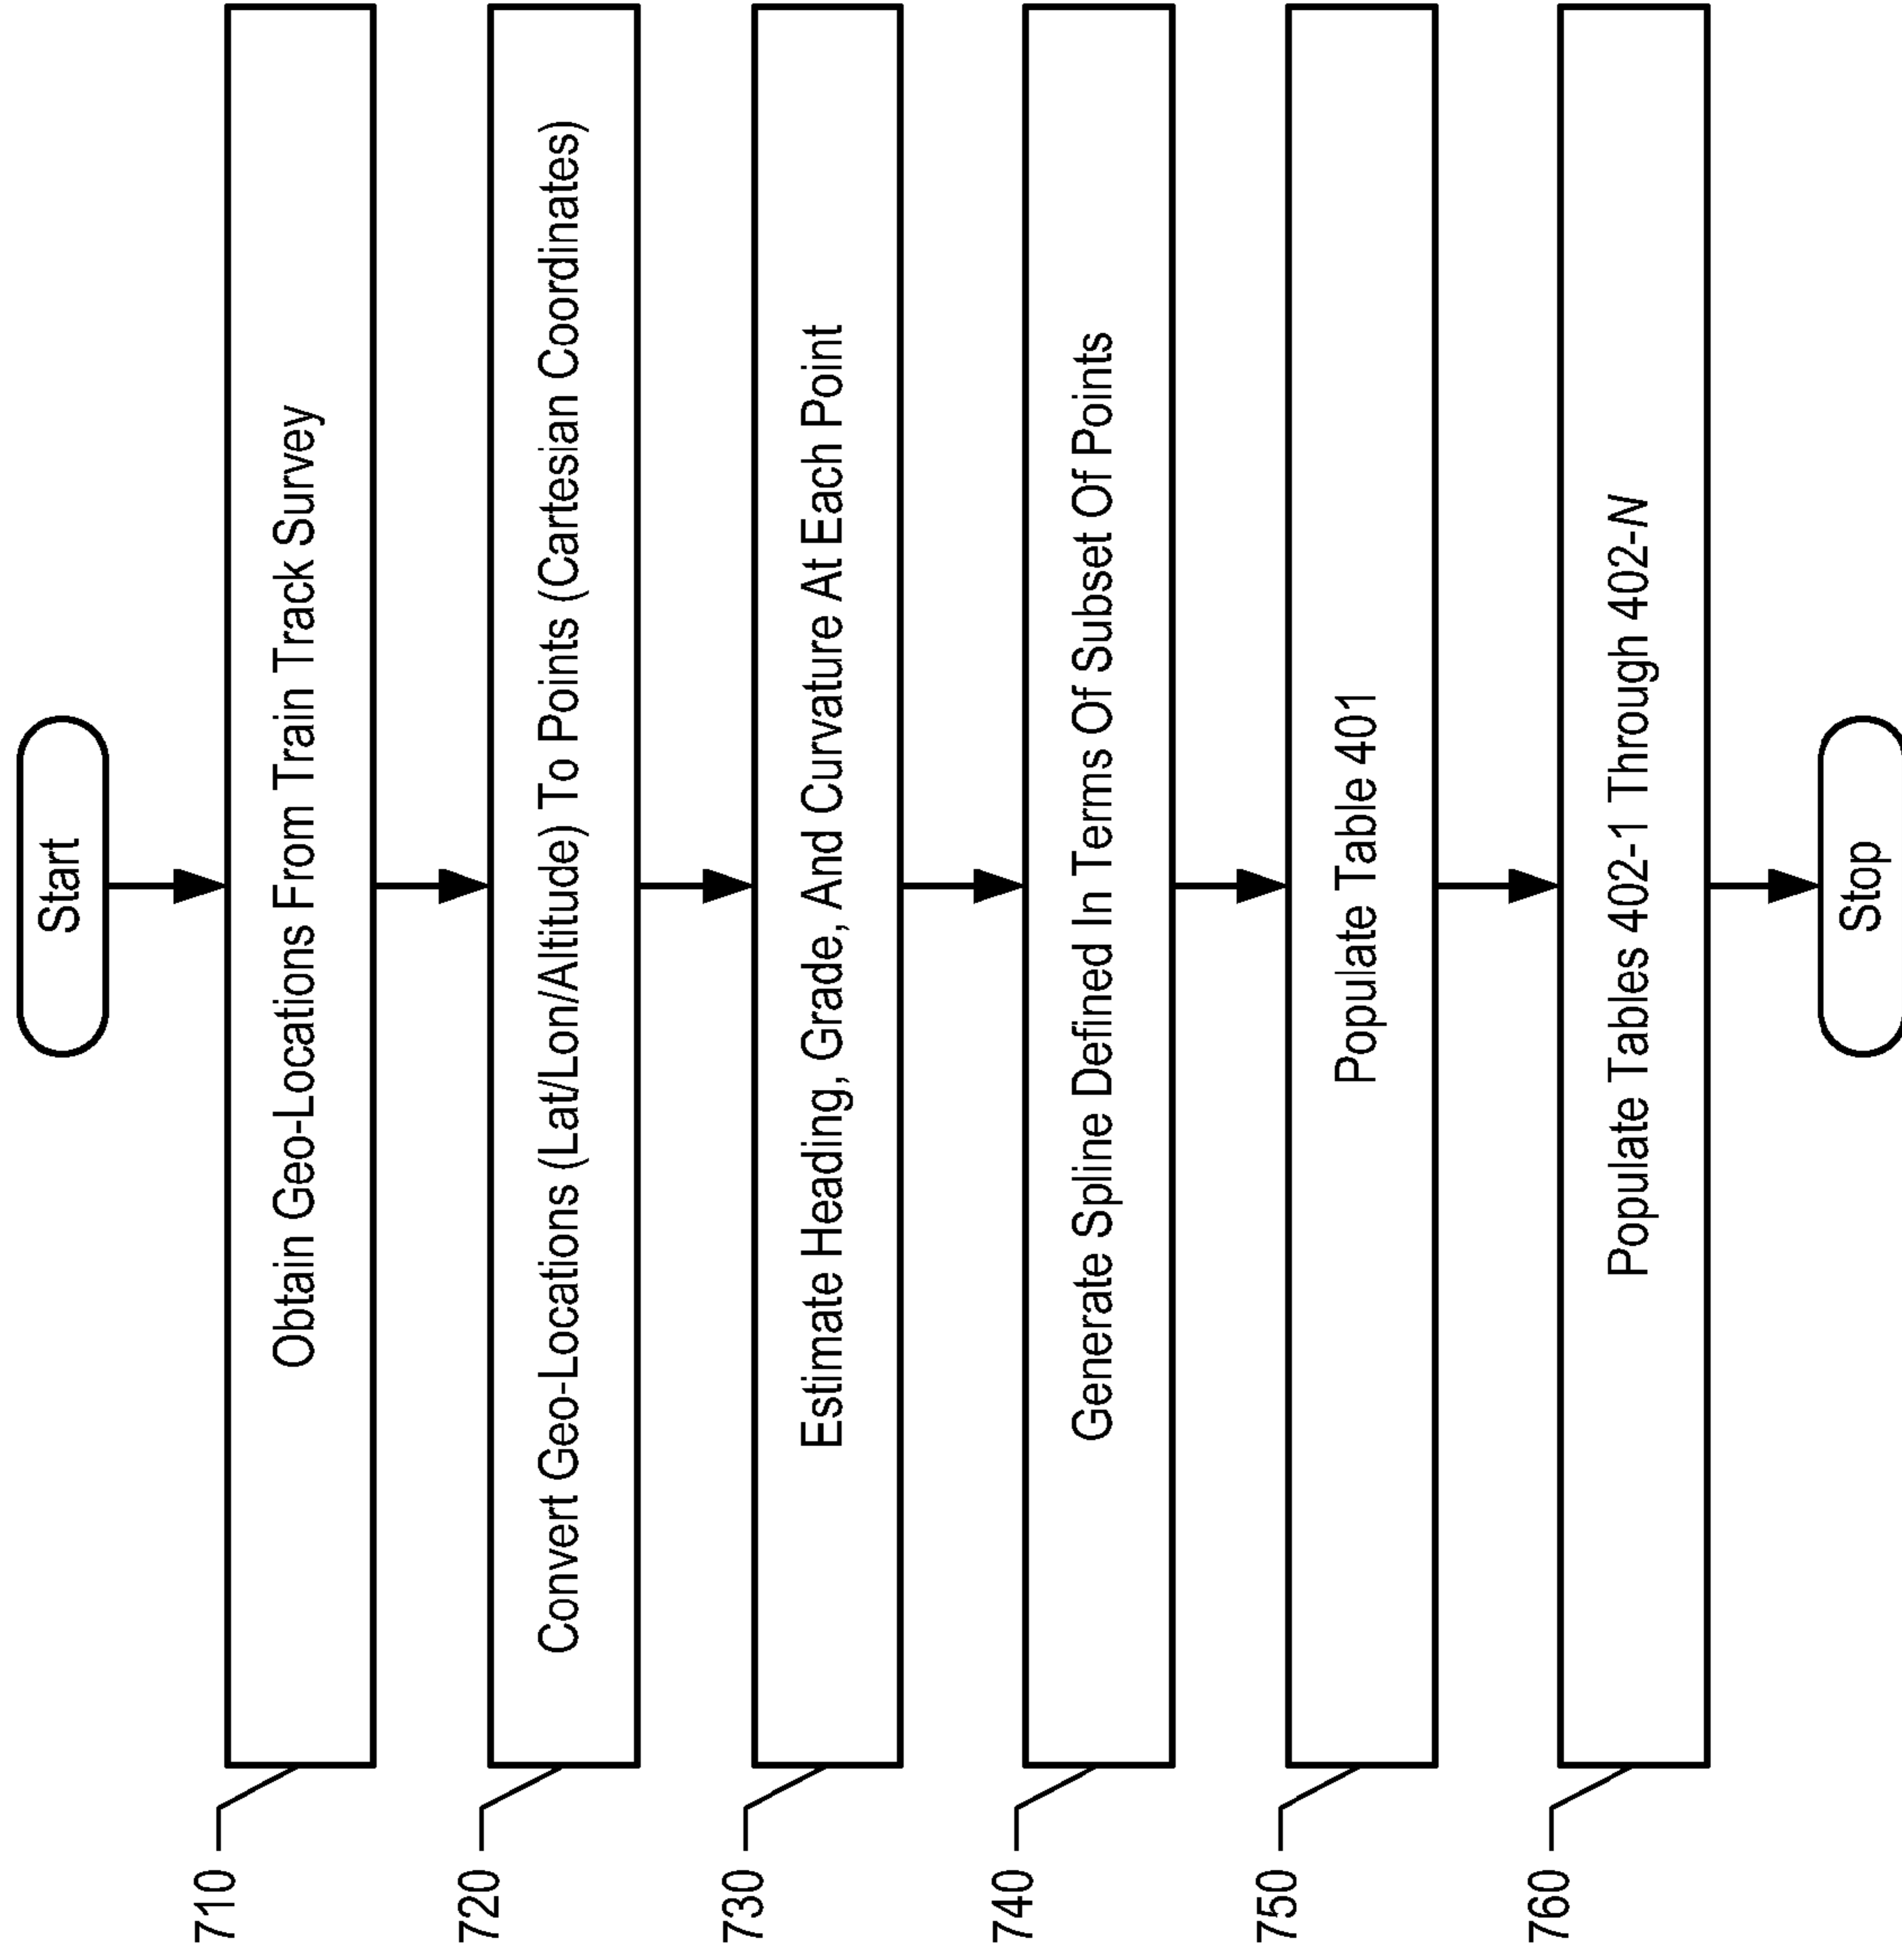 Start
710
Obtain Geo-Locations From Train Track Survey
720
Convert Geo-Locations (Lat/Lon/Altitude) To Points (Cartesian Coordinates)
730
Estimate Heading, Grade, And Curvature At Each Point
740
Generate Spline Defined In Terms Of Subset Of Points
750
Populate Table 401
760
Populate Tables 402-1 Through 402-N
Stop